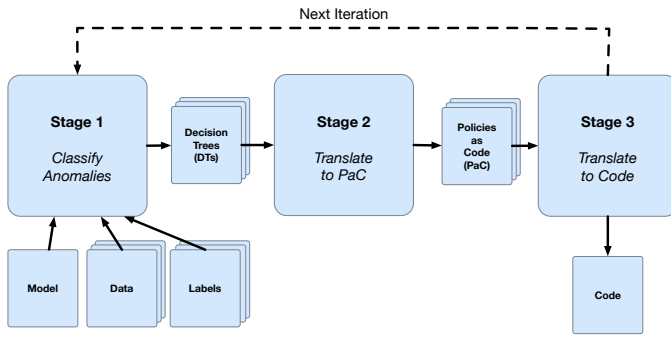 Next Iteration
Stage 1
Classify
Anomalies
Decision
Trees
(DTs)
Stage 2
Translate
to PaC
Policies
as
Code
(PaC)
Stage 3
Translate
to Code
Model
Data
Labels
Code